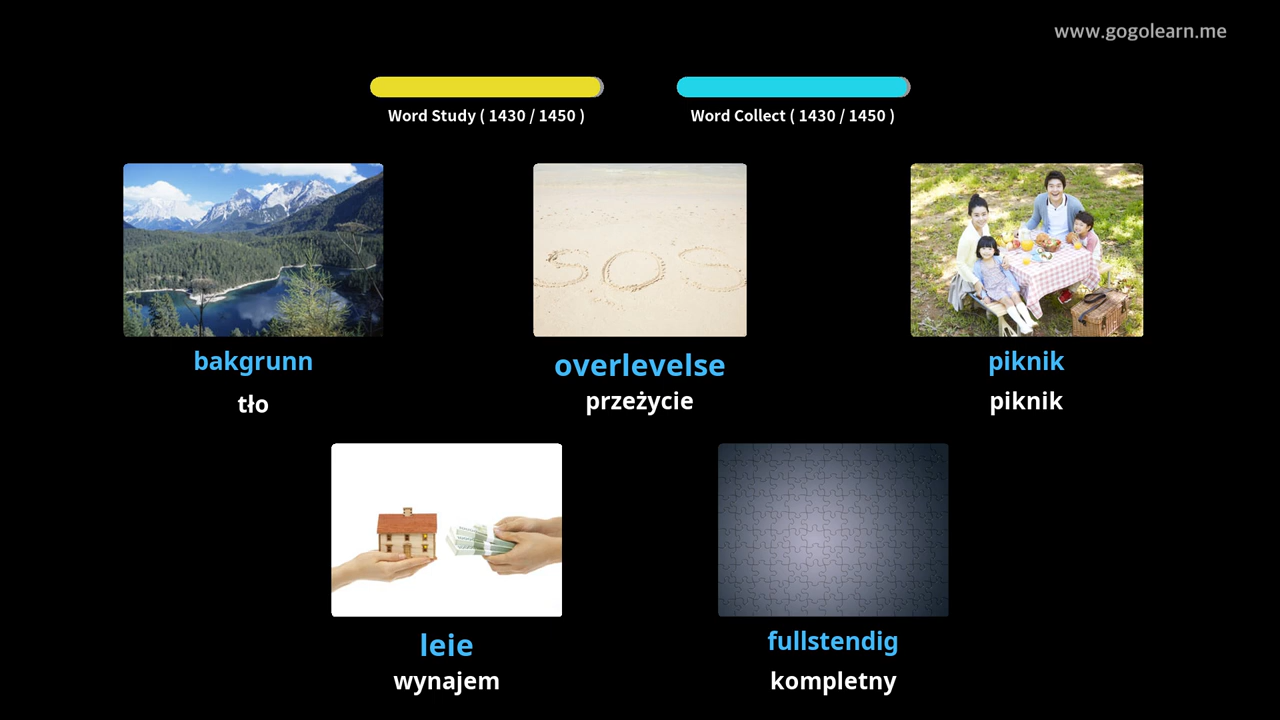 www.gogolearn.me
Word Study ( 1430 / 1450 )
Word Collect ( 1430 / 1450 )
SOS
bakgrunn
overlevelse
piknik
tło
przeżycie
piknik
leie
fullstendig
wynajem
kompletny